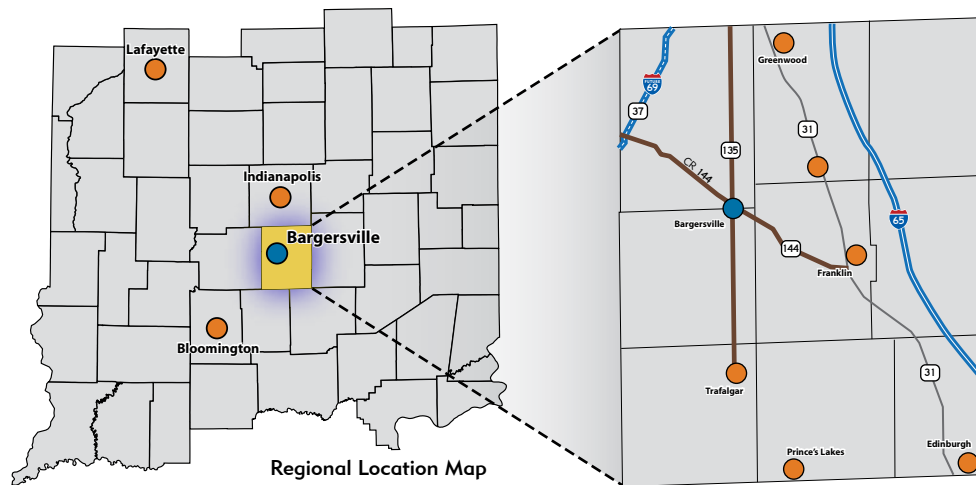 Lafayette
Indianapolis
Bargersville
Bloomington
Regional Location Map
Greenwood
FUTURE
69
37
31
135
CR 144
Bargersville
65
144
Franklin
31
Trafalgar
Prince's Lakes
Edinburgh